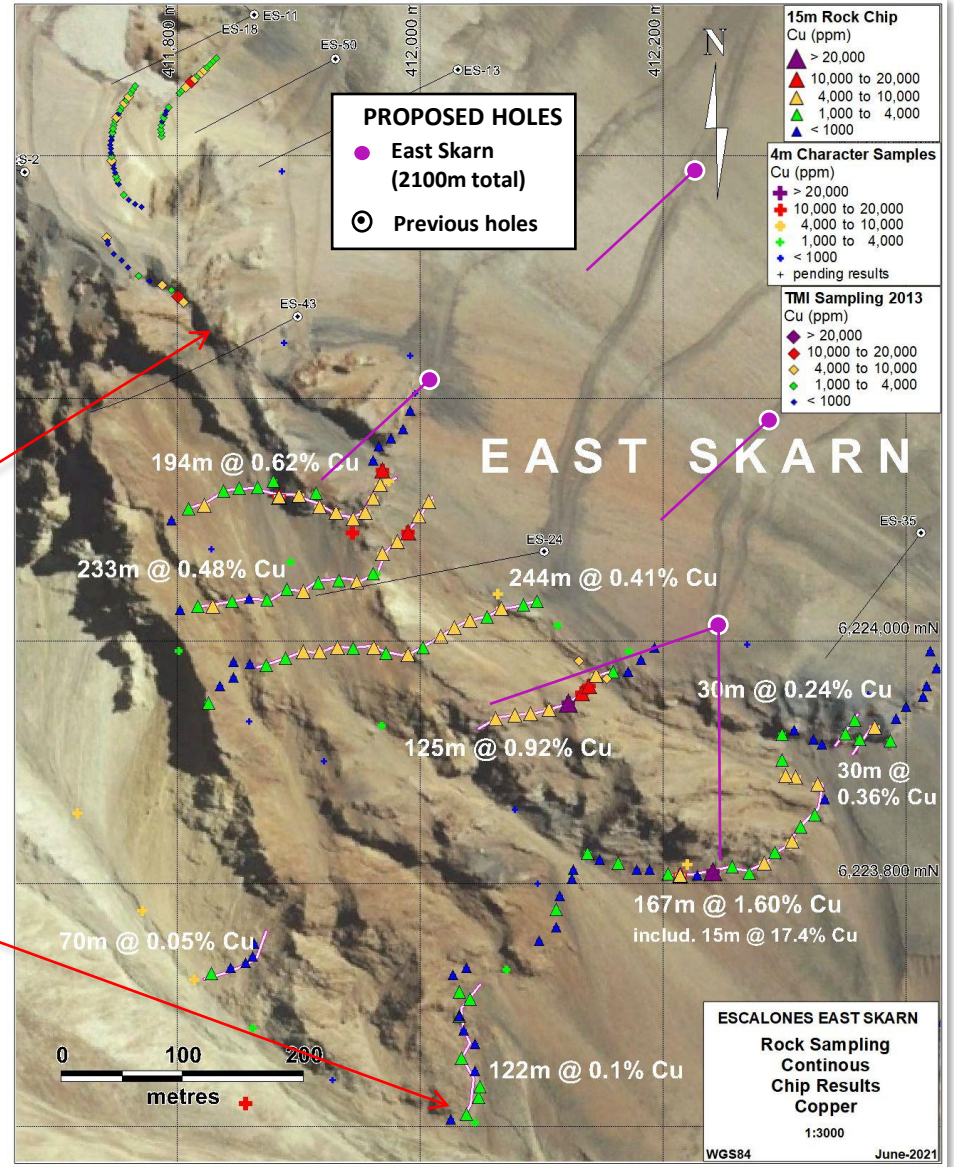 411,800 m
412,000 m
412,200 m
ES-11
ES-18
ES-50
ES-13
N
15m Rock Chip
Cu (ppm)
> 20,000
10,000 to 20,000
4,000 to 10,000
1,000 to 4,000
< 1000
PROPOSED HOLES
East Skarn
(2100m total)
Previous holes
4m Character Samples
Cu (ppm)
> 20,000
10,000 to 20,000
4,000 to 10,000
1,000 to 4,000
< 1000
pending results
TMI Sampling 2013
Cu (ppm)
> 20,000
10,000 to 20,000
4,000 to 10,000
1,000 to 4,000
< 1000
ES-43
EAST SKARN
194m @ 0.62% Cu
ES-35
ES-24
233m @ 0.48% Cu
244m @ 0.41% Cu
6,224,000 mN
30m @ 0.24% Cu
125m @ 0.92% Cu
30m @
0.36% Cu
6,223,800 mN
167m @ 1.60% Cu
includ. 15m @ 17.4% Cu
70m @ 0.05% Cu
122m @ 0.1% Cu
0 100 200
metres
ESCALONES EAST SKARN
Rock Sampling
Continous
Chip Results
Copper
1:3000
WGS84 June-2021